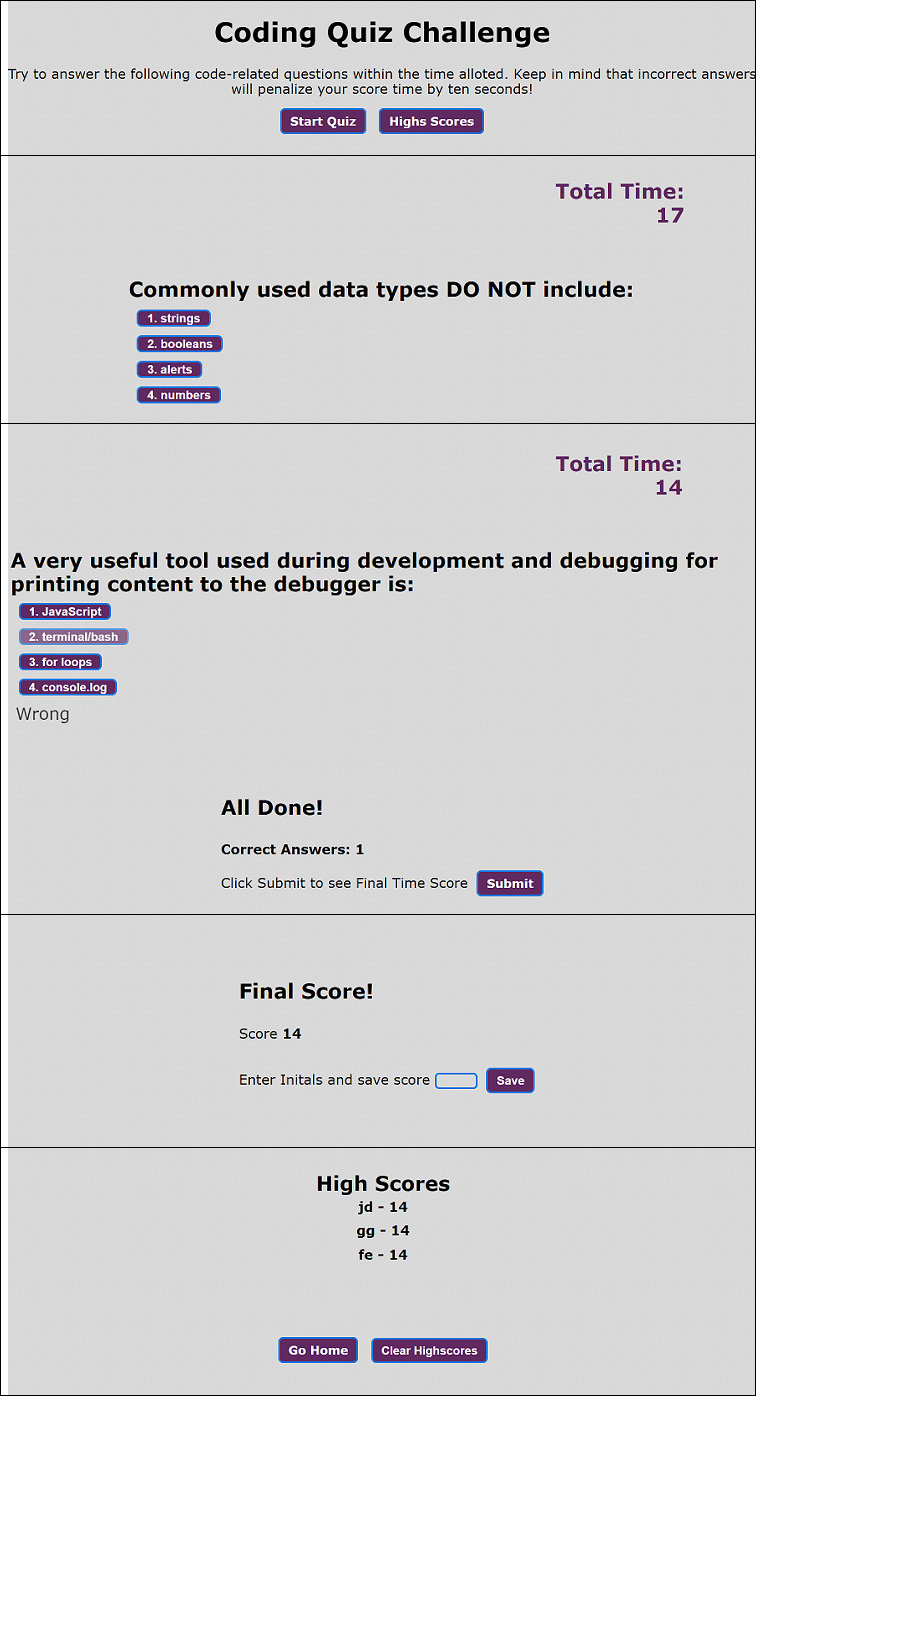 Coding Quiz Challenge
Try to answer the following code-related questions within the time alloted. Keep in mind that incorrect answers
will penalize your score time by ten seconds!
Start Quiz Highs Scores
Total Time:
17
Commonly used data types DO NOT include:
1. strings
2. booleans
3. alerts
4. numbers
Total Time:
14
A very useful tool used during development and debugging for
printing content to the debugger is:
1. JavaScript
2. terminal/bash
3. for loops
4. console.log
Wrong
All Done!
Correct Answers: 1
Click Submit to see Final Time Score Submit
Final Score!
Score 14
Enter Initals and save score Save
High Scores
jd - 14
gg - 14
fe - 14
Go Home Clear Highscores